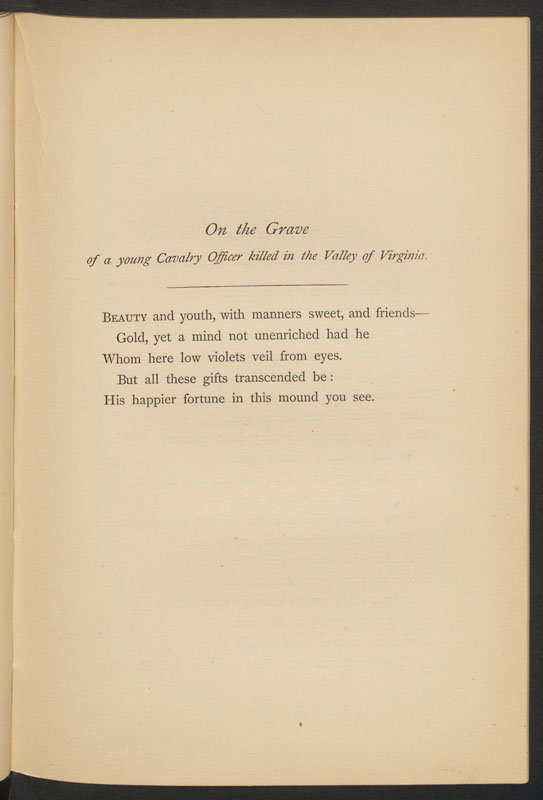 On the Grave
of a young Cavalry Officer killed in the Valley of Virginia.
BEAUTY and youth, with manners sweet, and friends—
Gold, yet a mind not unenriched had he
Whom here low violets veil from eyes.
But all these gifts transcended be:
His happier fortune in this mound you see.